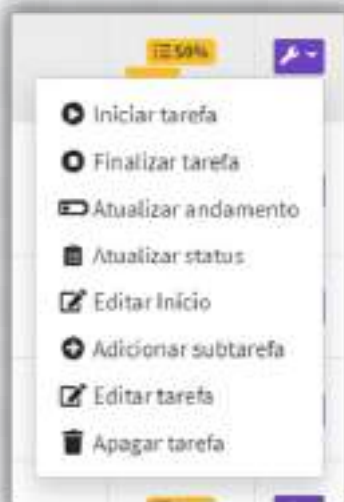 50%
Iniciar tarefa
Finalizar tarefa
Atualizar andamento
Atualizar status
Editar Início
Adicionar subtarefa
Editar tarefa
Apagar tarefa